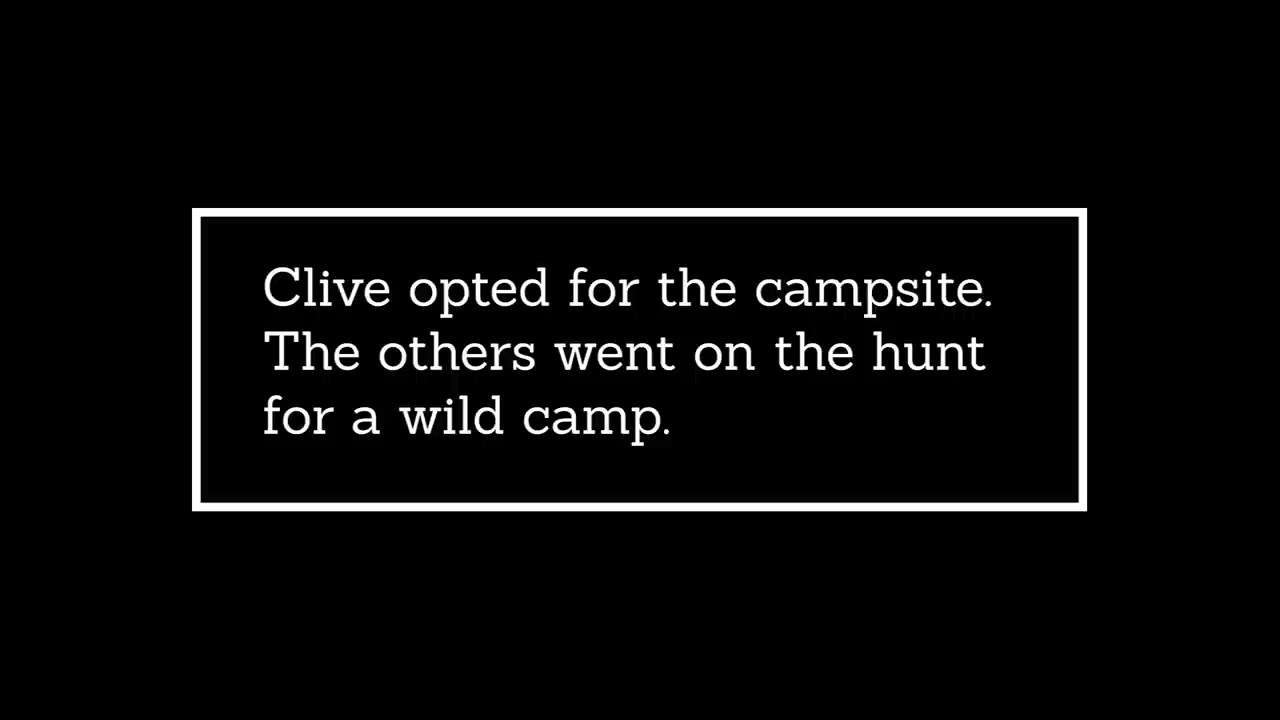 Clive opted for the campsite.
The others went on the hunt
for a wild camp.